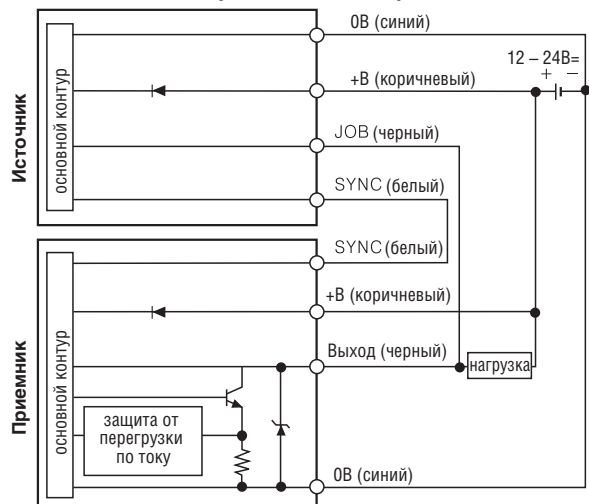 0В (синий)
12 – 24В=
+ –
+В (коричневый)
JOB (черный)
SYNC (белый)
Источник
основной контур
SYNC (белый)
+В (коричневый)
Выход (черный)
нагрузка
Приемник
основной контур
защита от
перегрузки
по току
0В (синий)